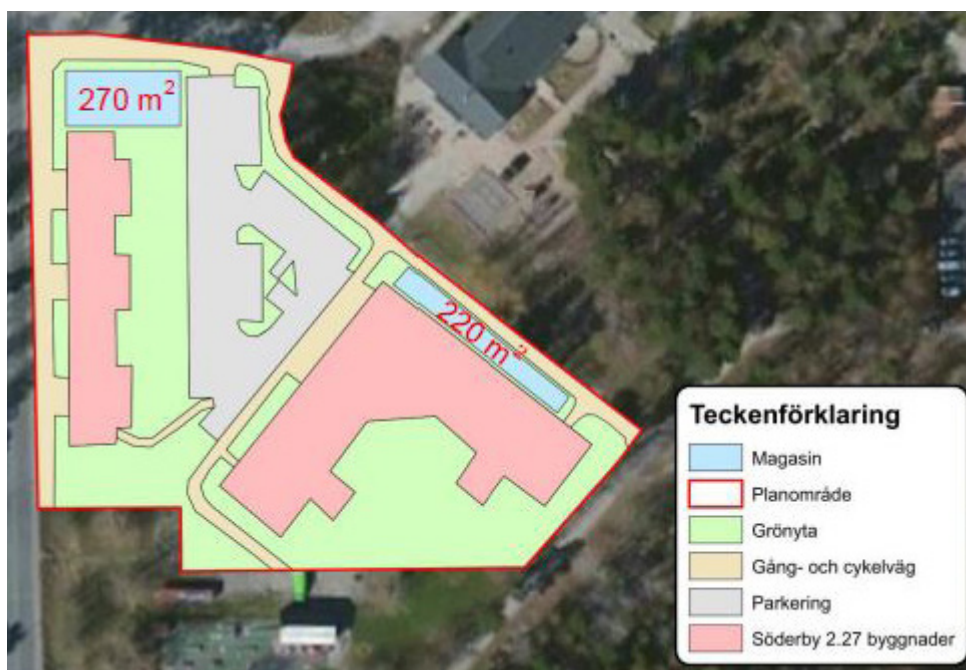 270 m²
220 m²
Teckenförklaring
Magasin
Planområde
Grönyta
Gång- och cykelväg
Parkering
Söderby 2.27 byggnader